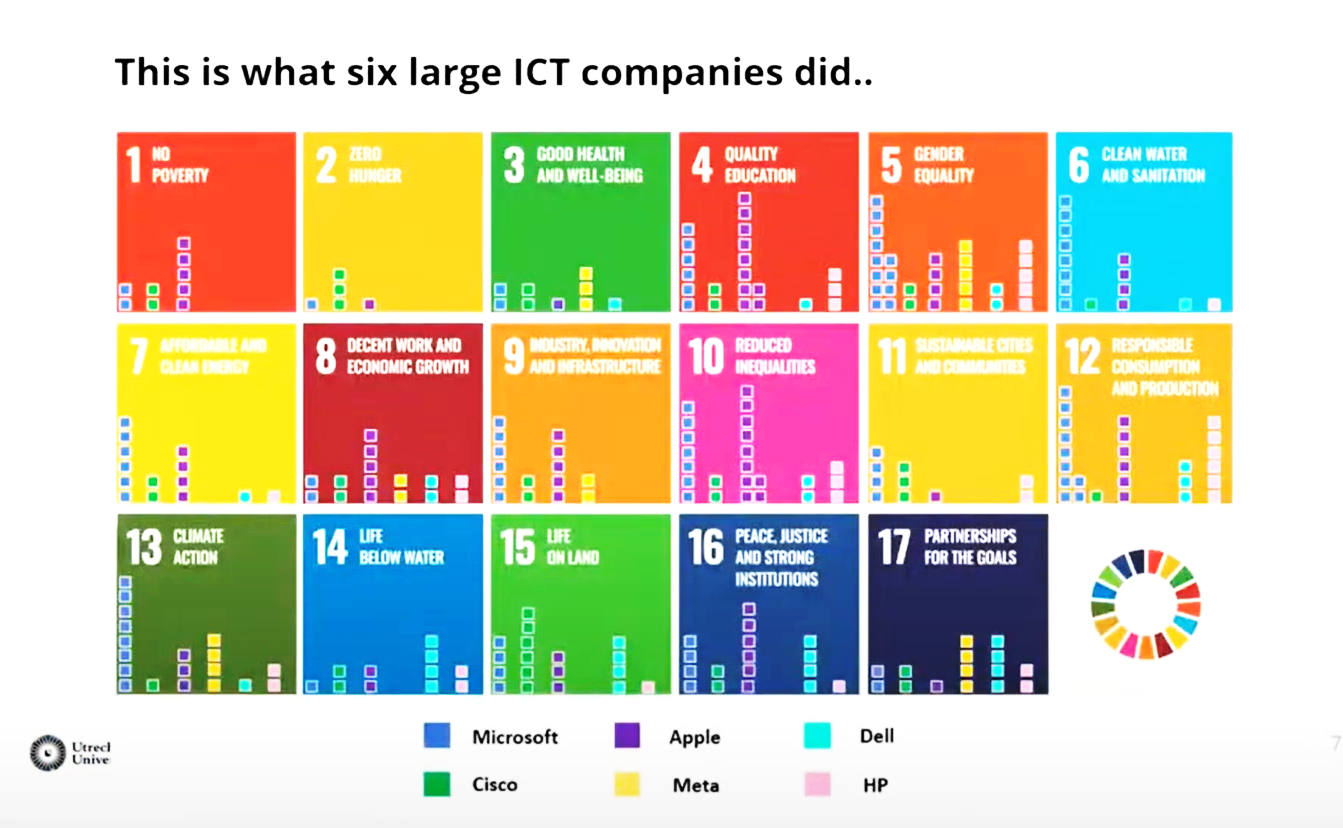 This is what six large ICT companies did..
1 NO
POVERTY
2 ZERO
HUNGER
3 GOOD HEALTH
AND WELL-BEING
4 QUALITY
EDUCATION
5 GENDER
EQUALITY
6 CLEAN WATER
AND SANITATION
7 AFFORDABLE AND
CLEAN ENERGY
8 DECENT WORK AND
ECONOMIC GROWTH
9 INDUSTRY, INNOVATION
AND INFRASTRUCTURE
10 REDUCED
INEQUALITIES
11 SUSTAINABLE CITIES
AND COMMUNITIES
12 RESPONSIBLE
CONSUMPTION
AND PRODUCTION
13 CLIMATE
ACTION
14 LIFE
BELOW WATER
15 LIFE
ON LAND
16 PEACE, JUSTICE
AND STRONG
INSTITUTIONS
17 PARTNERSHIPS
FOR THE GOALS
Utrecl
Unive
Microsoft
Apple
Dell
Cisco
Meta
HP
7